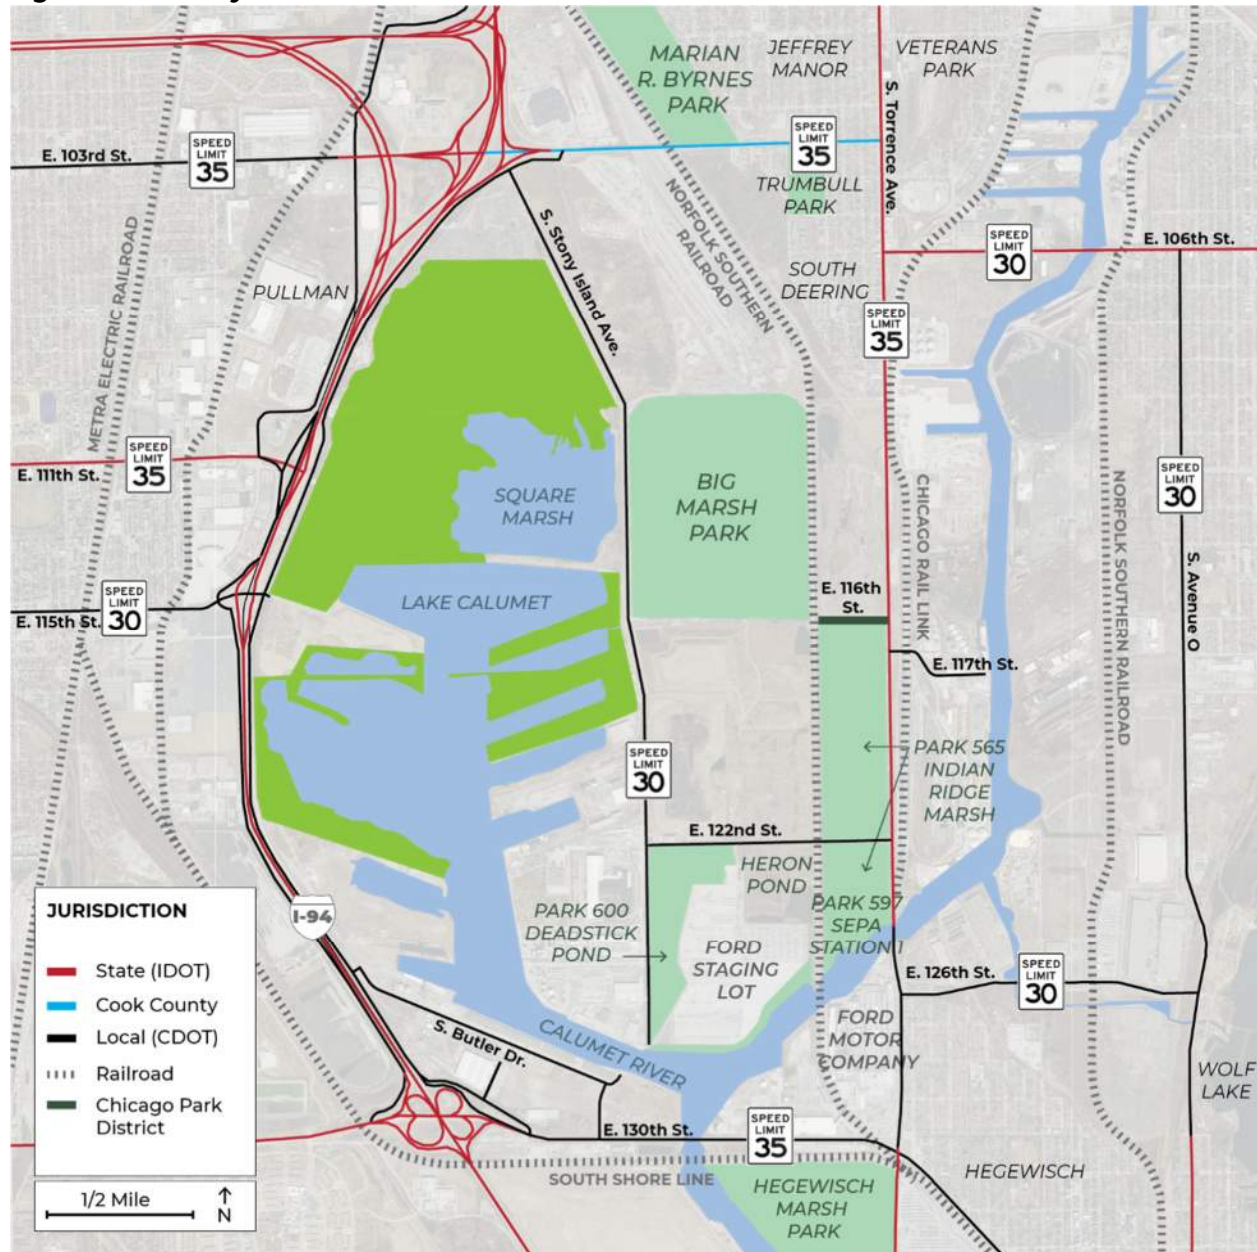 MARIAN
R. BYRNES
PARK
JEFFREY
MANOR
VETERANS
PARK
S. Torrence Ave.
E. 103rd St.
SPEED
LIMIT
35
SPEED
LIMIT
35
TRUMBULL
PARK
NORFOLK SOUTHERN
RAILROAD
S. Stony Island Ave.
METRA ELECTRIC RAILROAD
PULLMAN
SOUTH
DEERING
SPEED
LIMIT
30
E. 106th St.
SPEED
LIMIT
35
E. 111th St.
SPEED
LIMIT
35
SQUARE
MARSH
BIG
MARSH
PARK
CHICAGO RAIL LINK
NORFOLK SOUTHERN RAILROAD
SPEED
LIMIT
30
S. Avenue O
E. 115th St.
SPEED
LIMIT
30
LAKE CALUMET
E. 116th
St.
E. 117th St.
SPEED
LIMIT
30
PARK 565
INDIAN
RIDGE
MARSH
E. 122nd St.
HERON
POND
PARK 600
DEADSTICK
POND
FORD
STAGING
LOT
PARK 597
SEPA
STATION 1
E. 126th St.
SPEED
LIMIT
30
I-94
S. Butler Dr.
CALUMET RIVER
FORD
MOTOR
COMPANY
WOLF
LAKE
E. 130th St.
SPEED
LIMIT
35
SOUTH SHORE LINE
HEGEWISCH
MARSH
PARK
HEGEWISCH
JURISDICTION
State (IDOT)
Cook County
Local (CDOT)
Railroad
Chicago Park
District
1/2 Mile
N